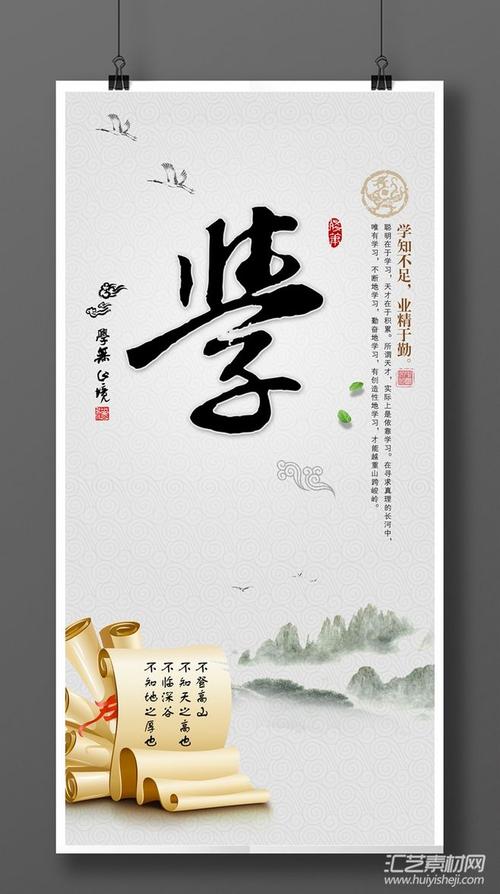 学知不足，业精于勤。
聪明在于学习，天才在于积累。所谓天才，实际上是依靠学习。在寻求真理的长河中，
唯有学习，不断地学习，勤奋地学习，有创造性地学习，才能越重山跨峻岭。
學
學無止境
不登高山
不知天之高也
不临深谷
不知地之厚也
汇艺素材网
www.huiyisheji.com